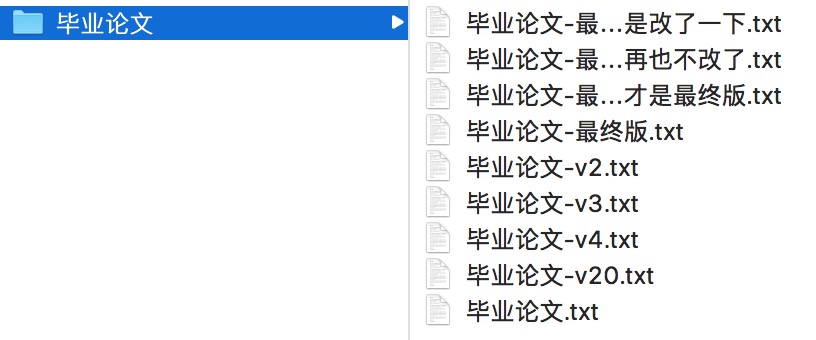 毕业论文
毕业论文-最...是改了一下.txt
毕业论文-最...再也不改了.txt
毕业论文-最...才是最终版.txt
毕业论文-最终版.txt
毕业论文-v2.txt
毕业论文-v3.txt
毕业论文-v4.txt
毕业论文-v20.txt
毕业论文.txt